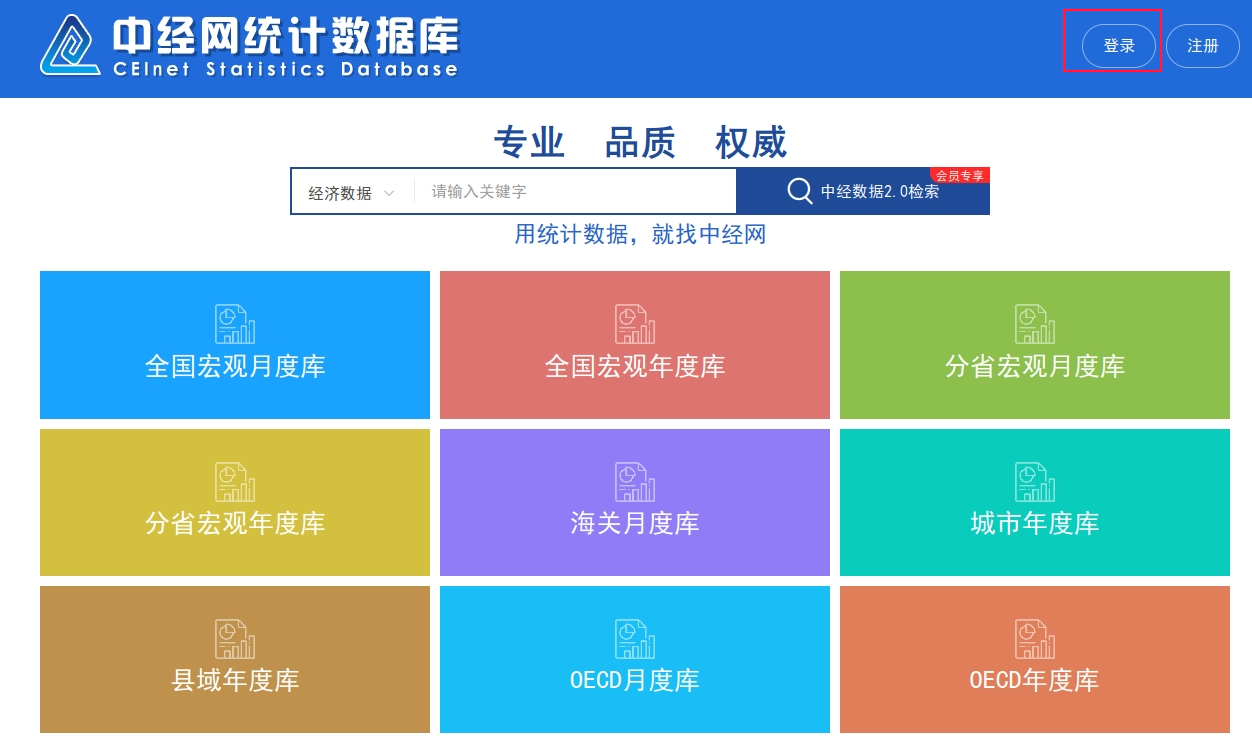 中经网统计数据库
CEInet Statistics Database
登录
注册
专业 品质 权威
经济数据
请输入关键字
中经数据2.0检索
会员专享
用统计数据，就找中经网
全国宏观月度库
全国宏观年度库
分省宏观月度库
分省宏观年度库
海关月度库
城市年度库
县域年度库
OECD月度库
OECD年度库